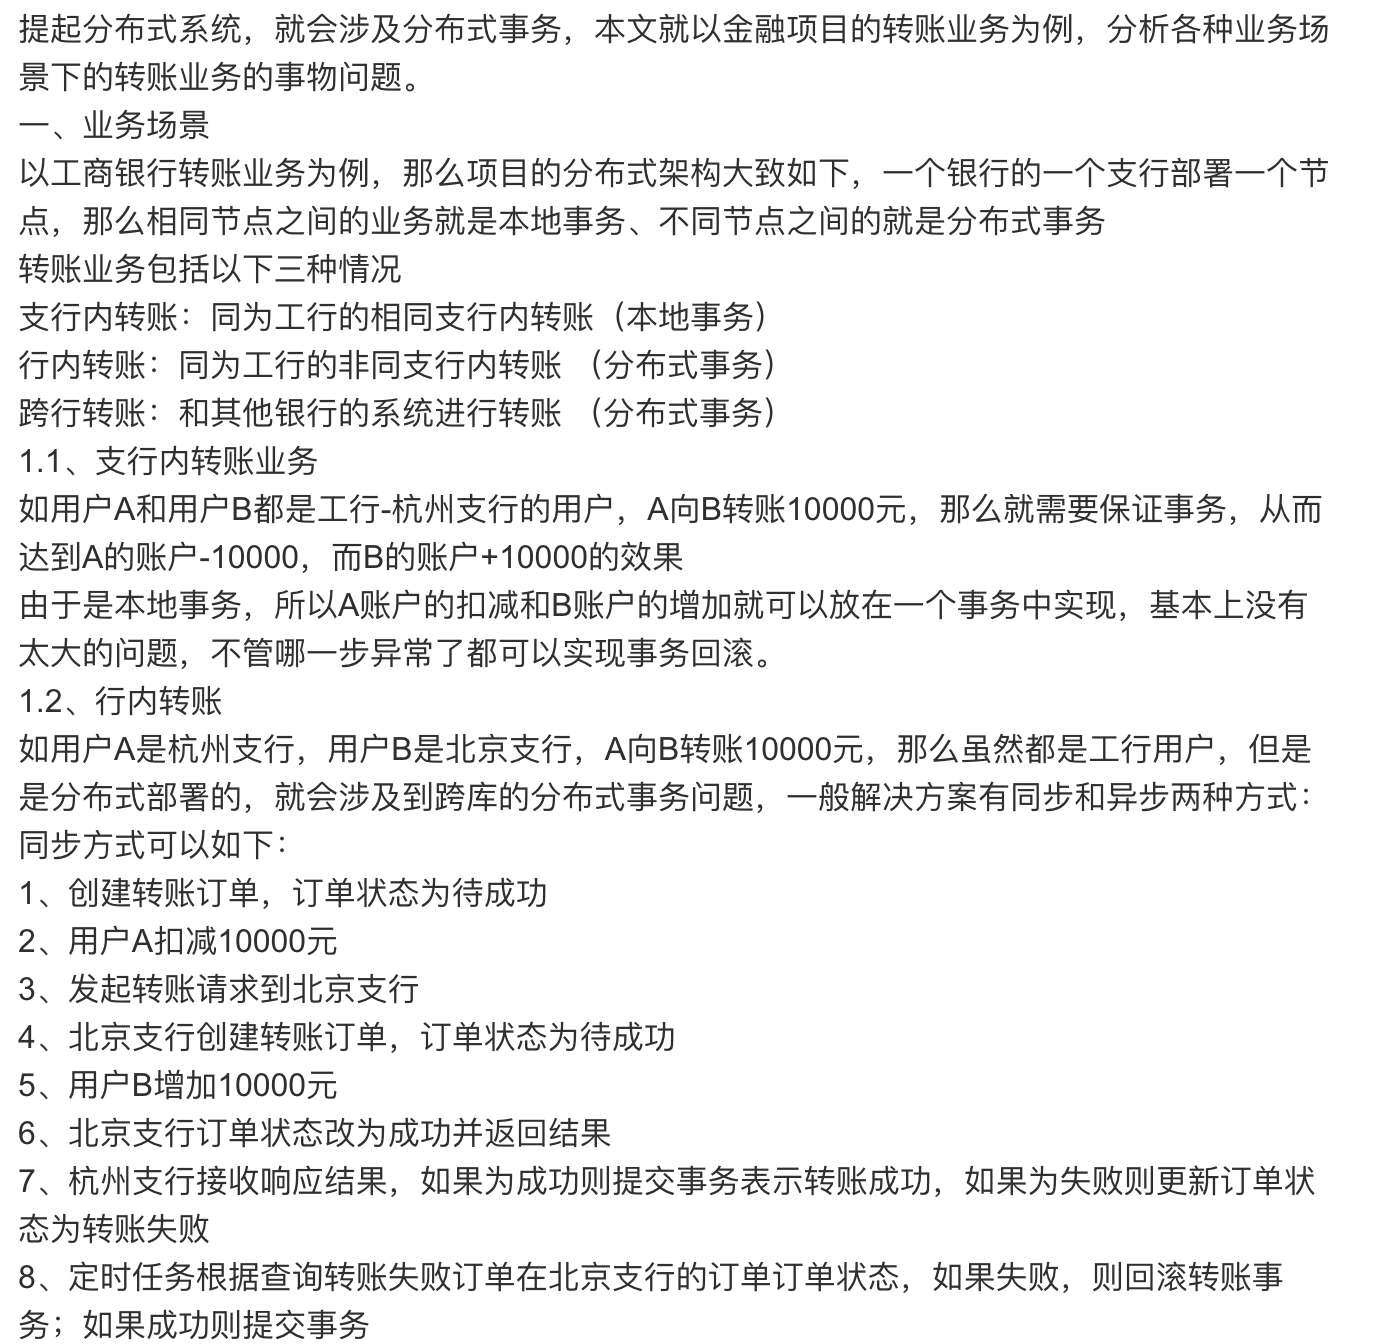 提起分布式系统，就会涉及分布式事务，本文就以金融项目的转账业务为例，分析各种业务场
景下的转账业务的事物问题。
一、业务场景
以工商银行转账业务为例，那么项目的分布式架构大致如下，一个银行的一个支行部署一个节
点，那么相同节点之间的业务就是本地事务、不同节点之间的就是分布式事务
转账业务包括以下三种情况
支行内转账：同为工行的相同支行内转账（本地事务）
行内转账：同为工行的非同支行内转账 （分布式事务）
跨行转账：和其他银行的系统进行转账 （分布式事务）
1.1、支行内转账业务
如用户A和用户B都是工行-杭州支行的用户，A向B转账10000元，那么就需要保证事务，从而
达到A的账户-10000，而B的账户+10000的效果
由于是本地事务，所以A账户的扣减和B账户的增加就可以放在一个事务中实现，基本上没有
太大的问题，不管哪一步异常了都可以实现事务回滚。
1.2、行内转账
如用户A是杭州支行，用户B是北京支行，A向B转账10000元，那么虽然都是工行用户，但是
是分布式部署的，就会涉及到跨库的分布式事务问题，一般解决方案有同步和异步两种方式：
同步方式可以如下：
1、创建转账订单，订单状态为待成功
2、用户A扣减10000元
3、发起转账请求到北京支行
4、北京支行创建转账订单，订单状态为待成功
5、用户B增加10000元
6、北京支行订单状态改为成功并返回结果
7、杭州支行接收响应结果，如果为成功则提交事务表示转账成功，如果为失败则更新订单状
态为转账失败
8、定时任务根据查询转账失败订单在北京支行的订单订单状态，如果失败，则回滚转账事
务；如果成功则提交事务